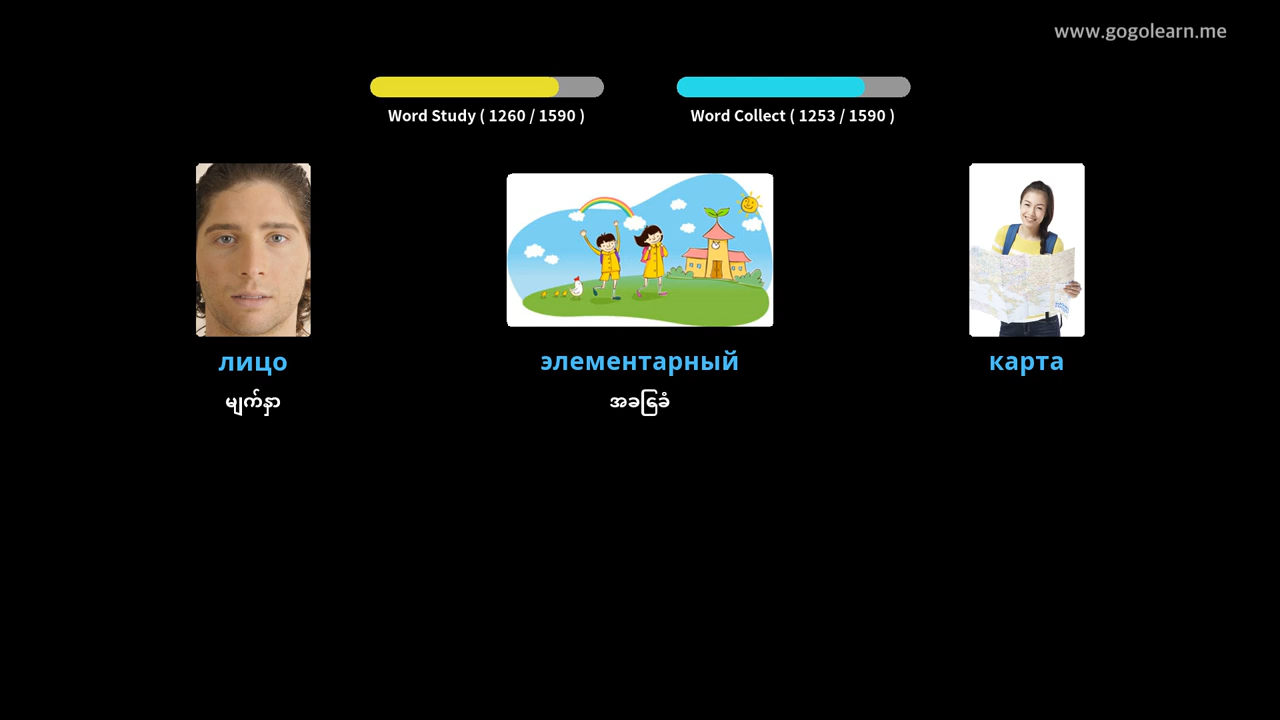 www.gogolearn.me
Word Study ( 1260 / 1590 )
Word Collect ( 1253 / 1590 )
лицо
элементарный
карта
မျက်နှာ
အခြေခံ